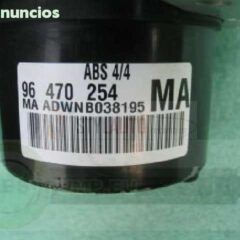 nuncios
ABS 4/4
96 470 254 MA
MA ADWNB038195